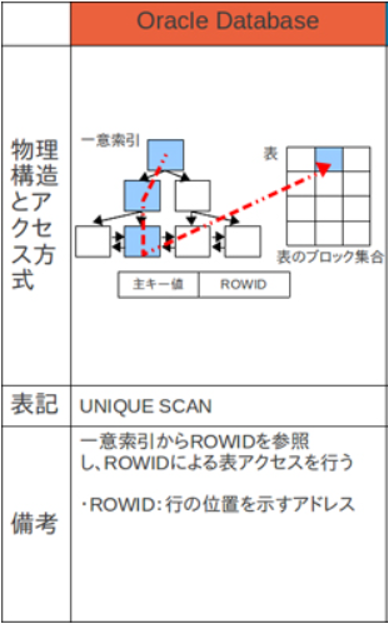 Oracle Database
物理
構造
とア
クセ
ス方
式
一意索引
表
表のブロック集合
主キー値 ROWID
表記
UNIQUE SCAN
備考
一意索引からROWIDを参照
し、ROWIDによる表アクセスを行う
・ROWID：行の位置を示すアドレス